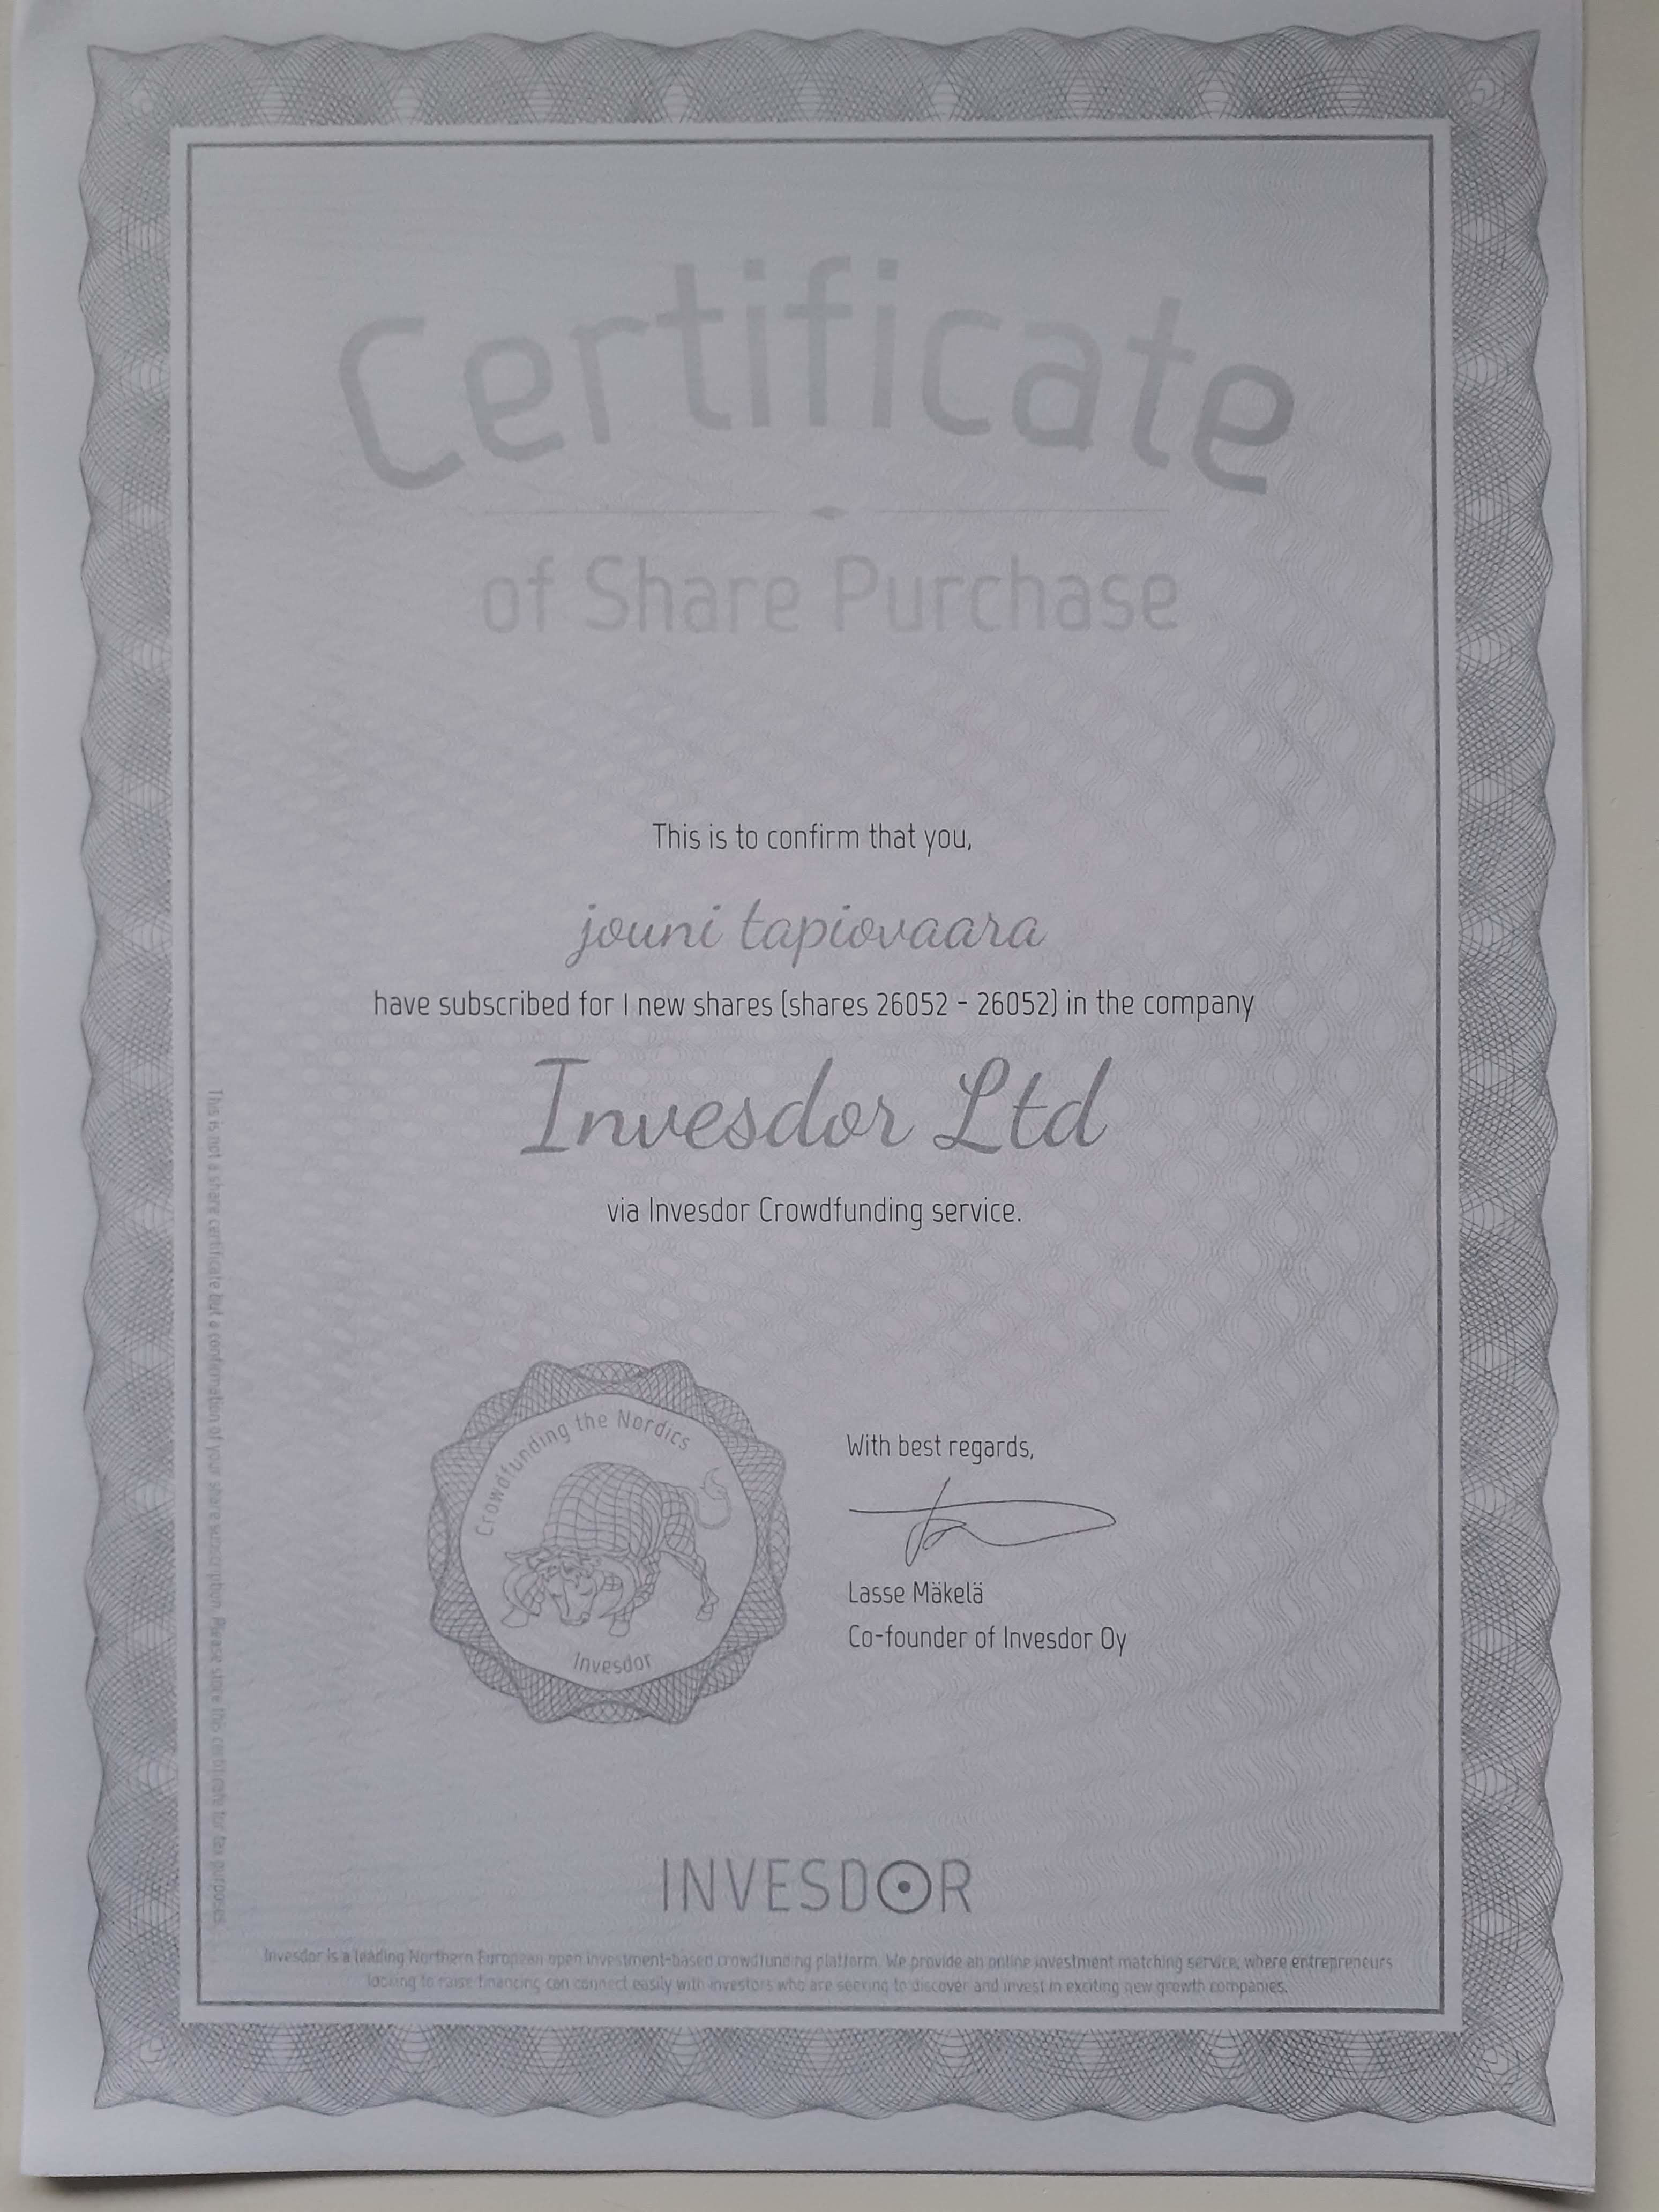 Certificate
of Share Purchase
This is to confirm that you,
jouni tapiovaara
have subscribed for 1 new shares (shares 26052 - 26052) in the company
Invesdor Ltd
via Invesdor Crowdfunding service.
Crowdfunding the Nordics
Invesdor
With best regards,
Lasse Mäkelä
Co-founder of Invesdor Oy
This is not a share certificate but a confirmation of your share subscription. Please store this certificate for tax purposes.
INVESDOR
Invesdor is a leading Northern European open investment-based crowdfunding platform. We provide an online investment matching service, where entrepreneurs
looking to raise financing can connect easily with investors who are seeking to discover and invest in exciting new growth companies.